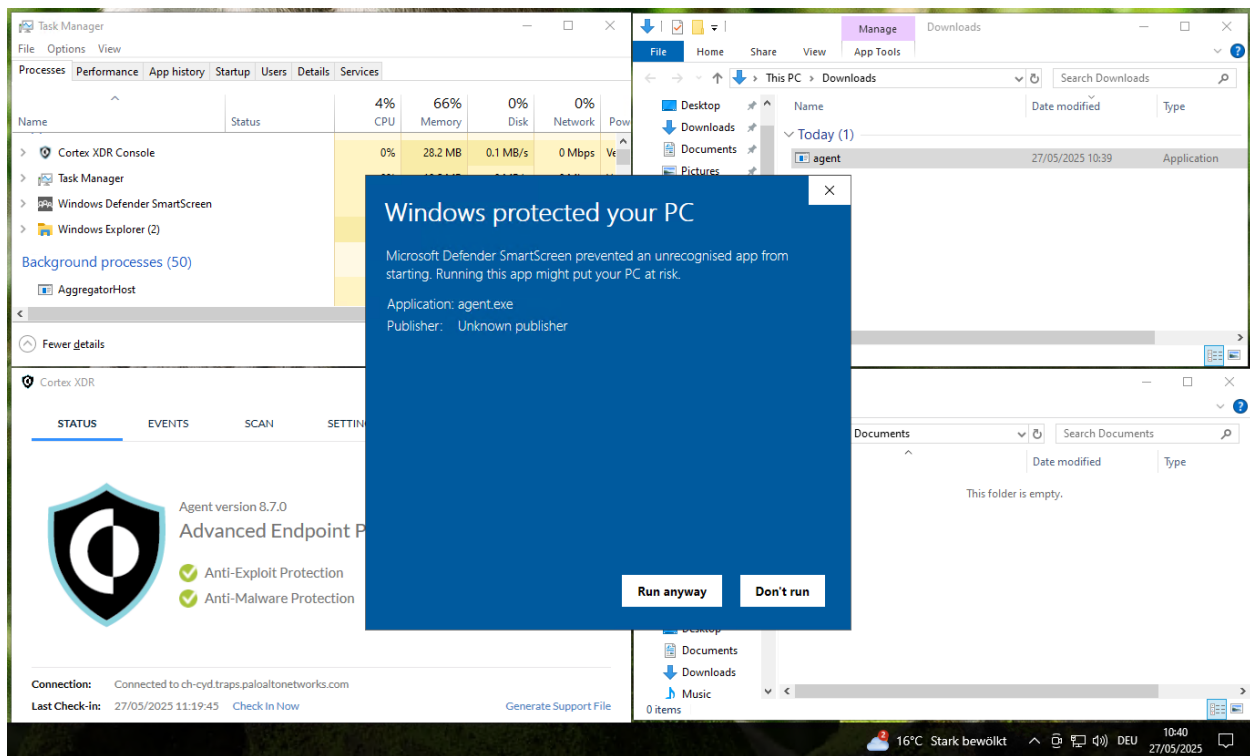 Task Manager
File Options View
Processes Performance App history Startup Users Details Services
4% 66% 0% 0%
Name Status CPU Memory Disk Network Pow
Cortex XDR Console 0% 28.2 MB 0.1 MB/s 0 Mbps Ve
Task Manager
Windows Defender SmartScreen
Windows Explorer (2)
Background processes (50)
AggregatorHost
Fewer details
Manage Downloads
File Home Share View App Tools
This PC > Downloads Search Downloads
Desktop
Downloads
Documents
Pictures
Name Date modified Type
Today (1)
agent 27/05/2025 10:39 Application
Windows protected your PC
Microsoft Defender SmartScreen prevented an unrecognised app from
starting. Running this app might put your PC at risk.
Application: agent.exe
Publisher: Unknown publisher
Run anyway Don't run
Cortex XDR
STATUS EVENTS SCAN SETTIN
Agent version 8.7.0
Advanced Endpoint P
Anti-Exploit Protection
Anti-Malware Protection
Connection: Connected to ch-cyd.traps.paloaltonetworks.com
Last Check-in: 27/05/2025 11:19:45 Check In Now Generate Support File
Documents Search Documents
Date modified Type
This folder is empty.
Desktop
Documents
Downloads
Music
0 items
2 16°C Stark bewölkt DEU 10:40
27/05/2025